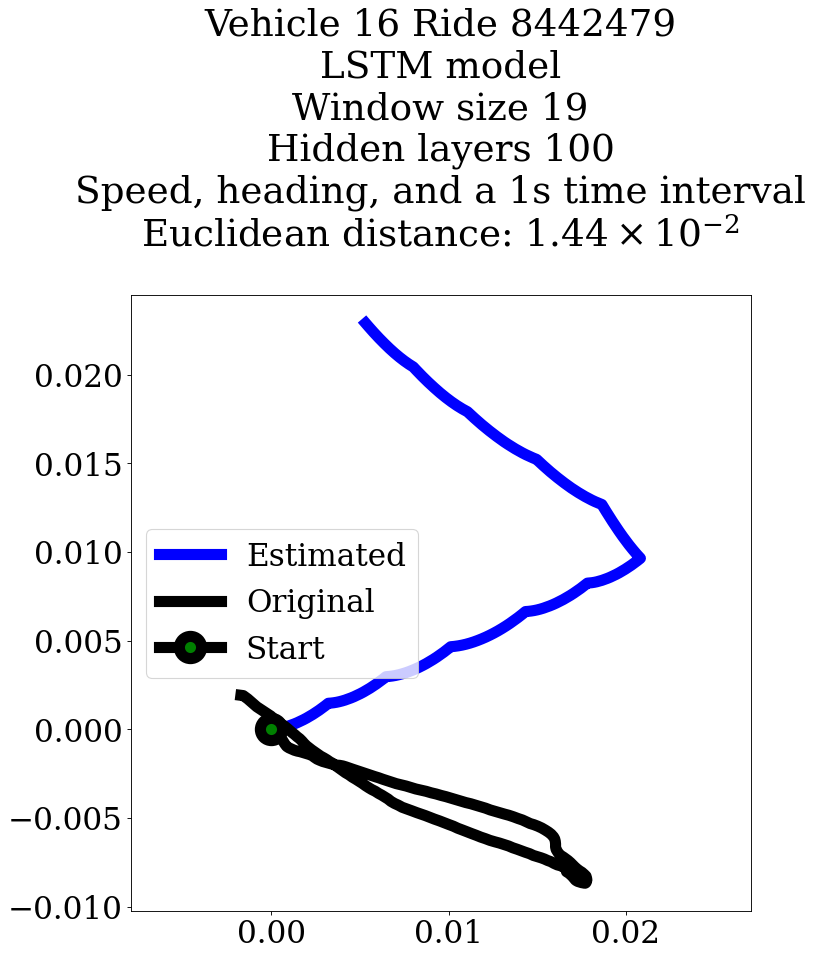 Vehicle 16 Ride 8442479
LSTM model
Window size 19
Hidden layers 100
Speed, heading, and a 1s time interval
Euclidean distance: 1.44 × 10⁻²
0.020
0.015
0.010
0.005
0.000
−0.005
−0.010
Estimated
Original
Start
0.00 0.01 0.02